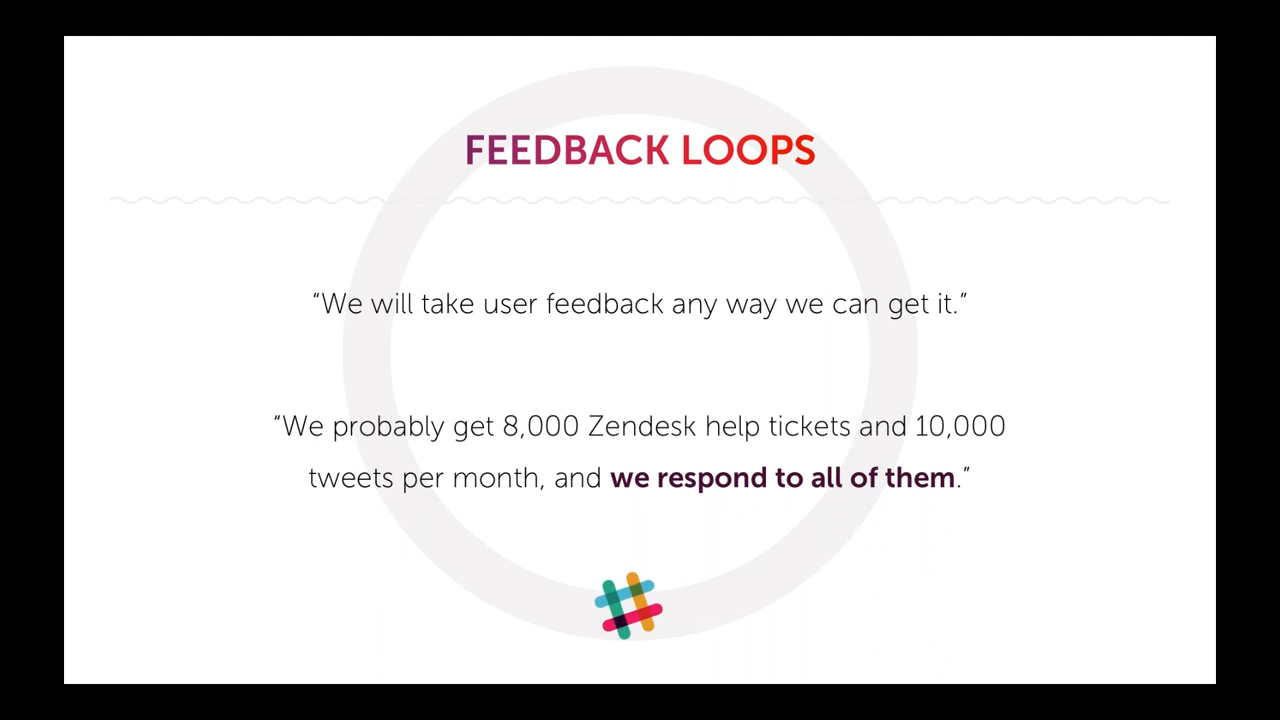 FEEDBACK LOOPS
“We will take user feedback any way we can get it.”
“We probably get 8,000 Zendesk help tickets and 10,000
tweets per month, and we respond to all of them.”